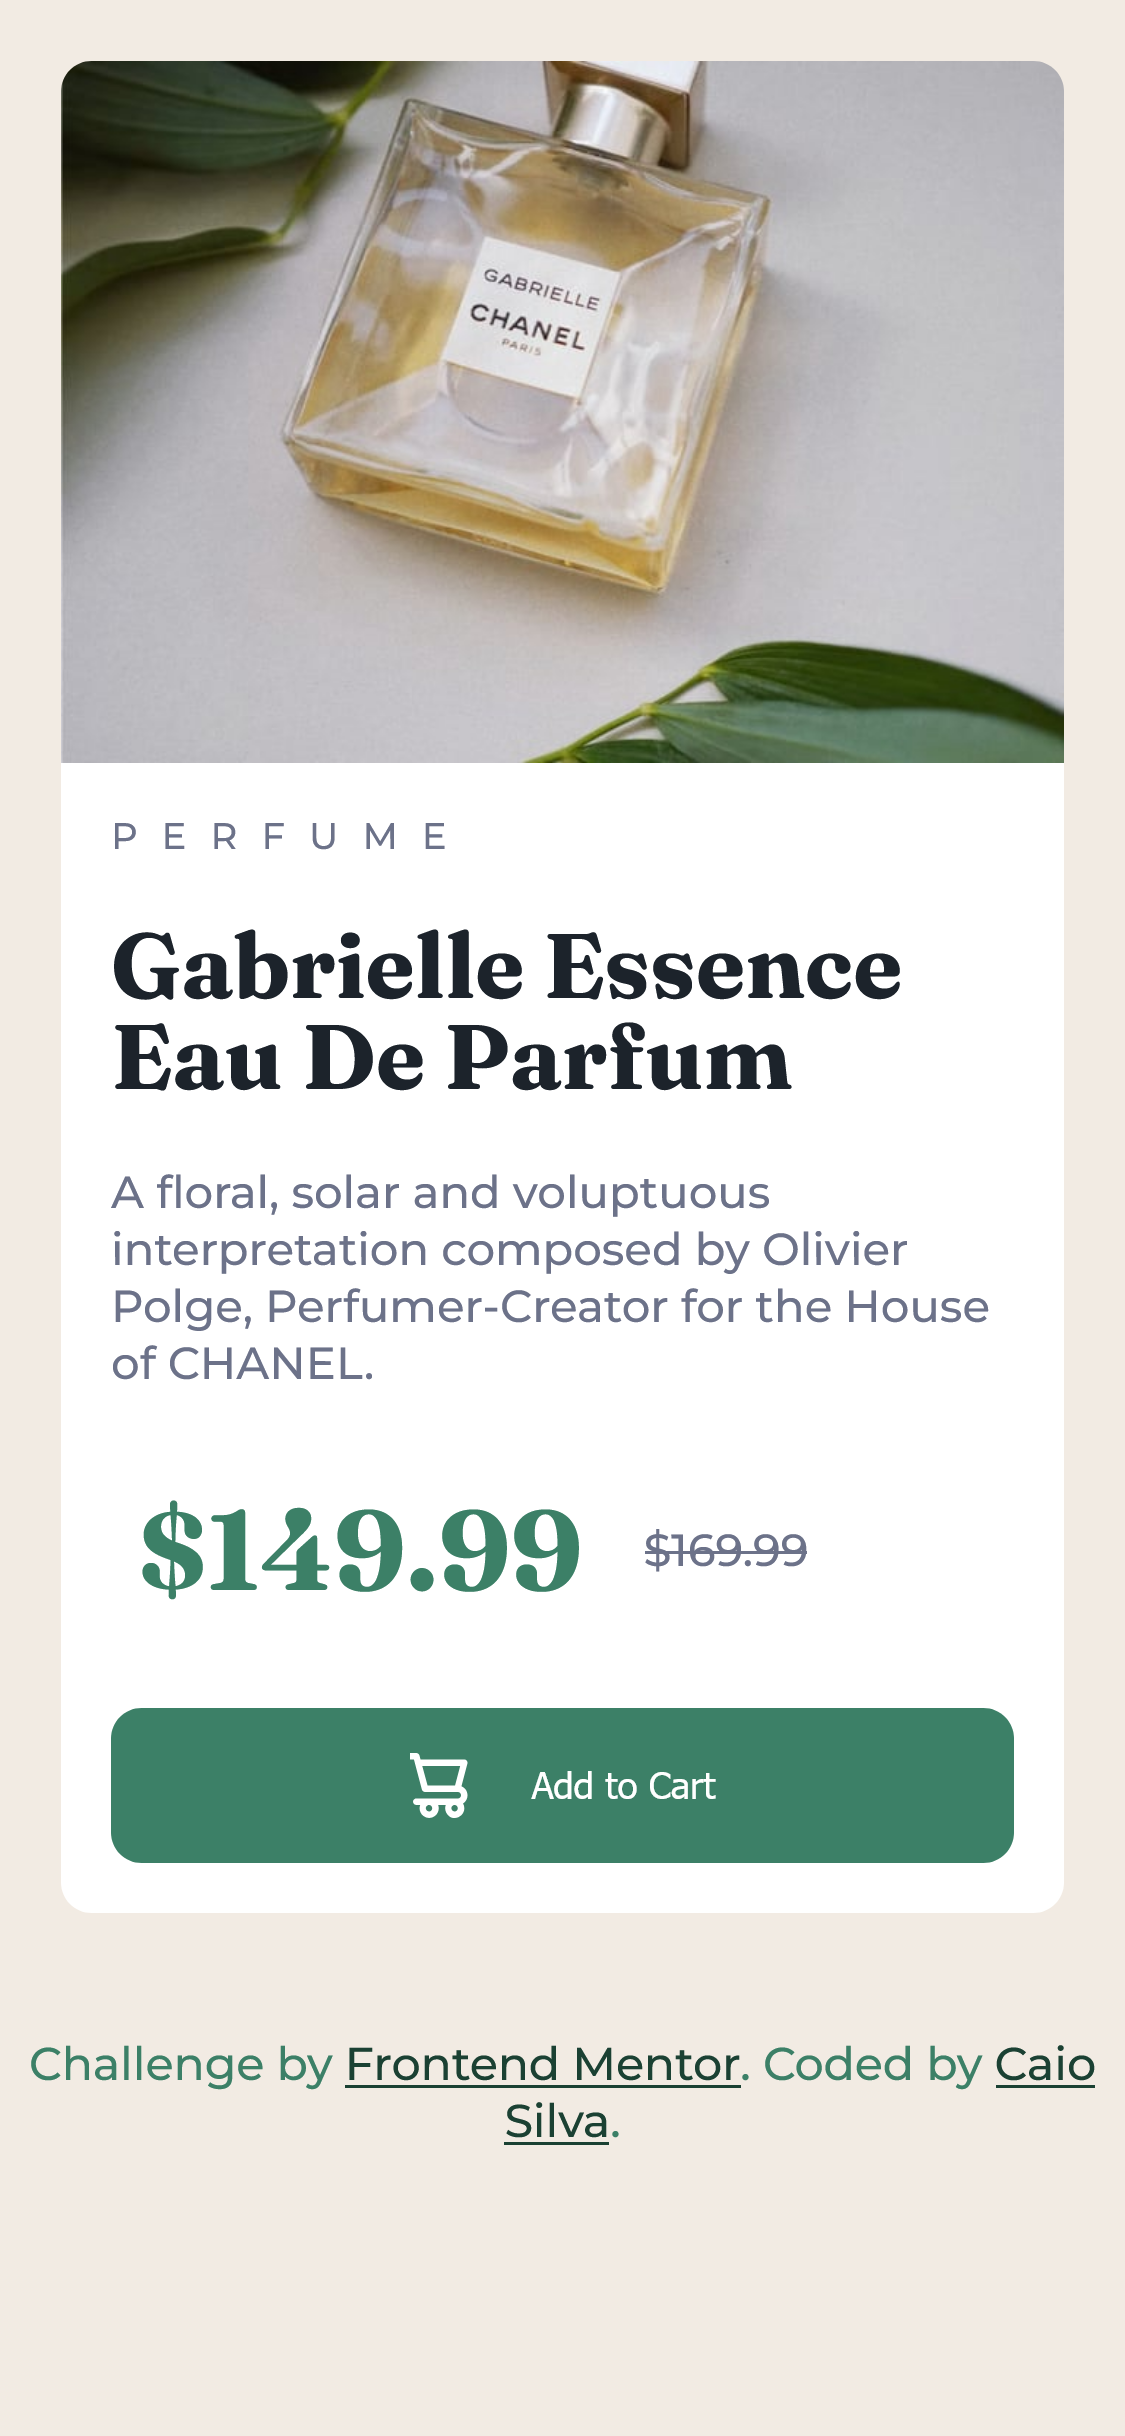 GABRIELLE
CHANEL
PARIS
PERFUME
Gabrielle Essence
Eau De Parfum
A floral, solar and voluptuous
interpretation composed by Olivier
Polge, Perfumer-Creator for the House
of CHANEL.
$149.99 $169.99
Add to Cart
Challenge by Frontend Mentor. Coded by Caio
Silva.